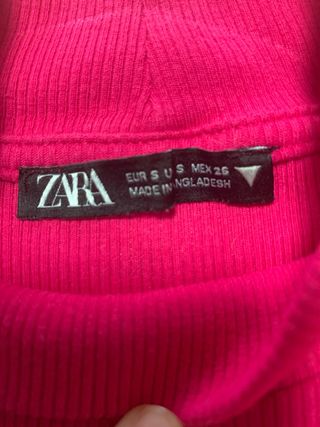 ZARA
EUR S US S MEX 26
MADE IN BANGLADESH